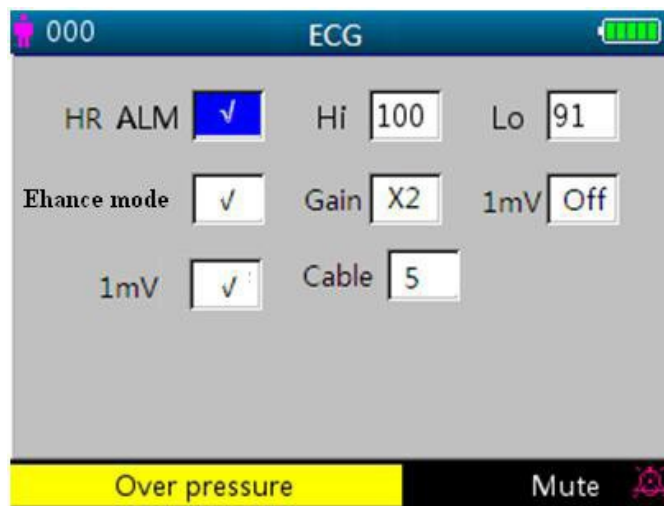 000 ECG
HR ALM √ Hi 100 Lo 91
Ehance mode √ Gain X2 1mV Off
1mV √ Cable 5
Over pressure Mute